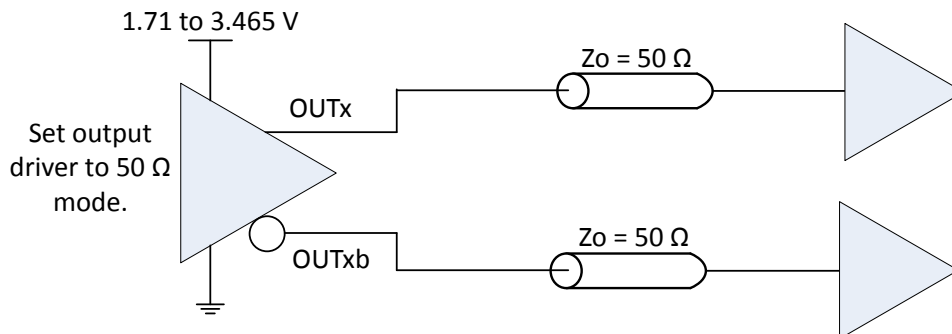 1.71 to 3.465 V
Zo = 50 Ω
OUTx
Set output
driver to 50 Ω
mode.
Zo = 50 Ω
OUTxb